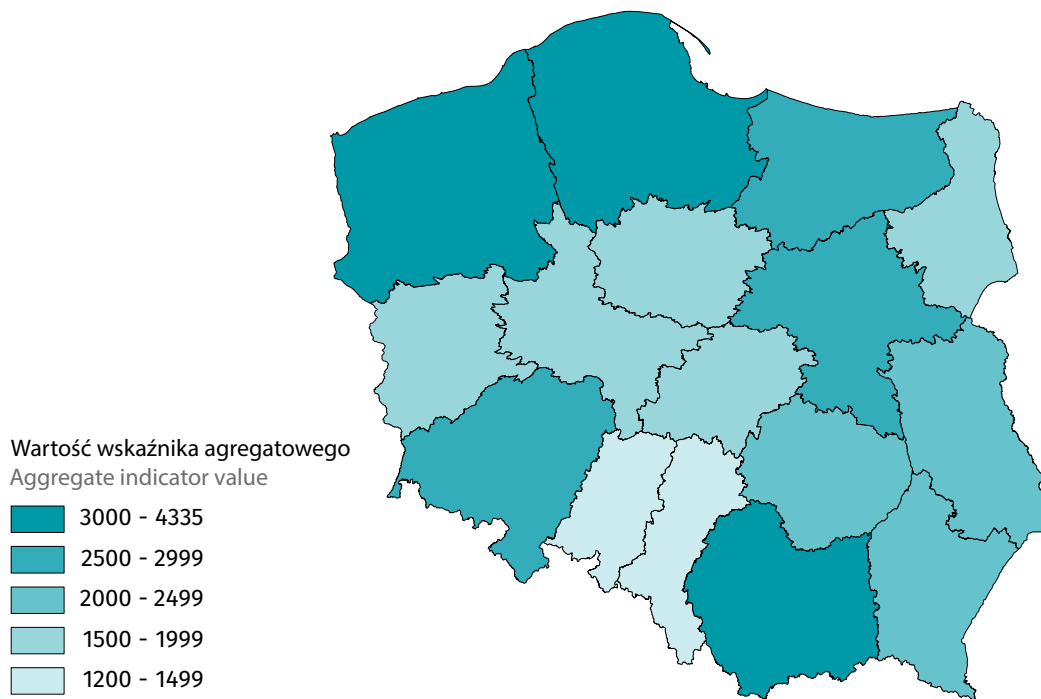 Wartość wskaźnika agregatowego
Aggregate indicator value
3000 - 4335
2500 - 2999
2000 - 2499
1500 - 1999
1200 - 1499